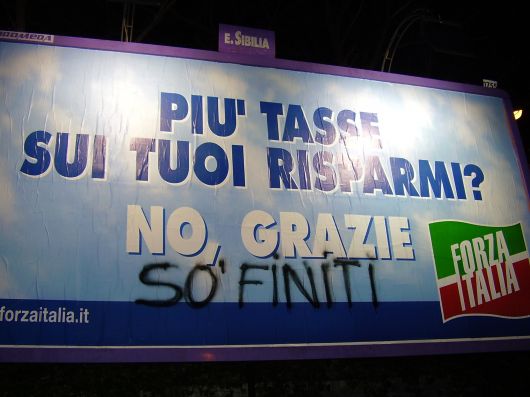 E. SIBILIA
PIU' TASSE
SUI TUOI RISPARMI?
NO, GRAZIE
SO' FINITI
FORZA
ITALIA
forzaitalia.it